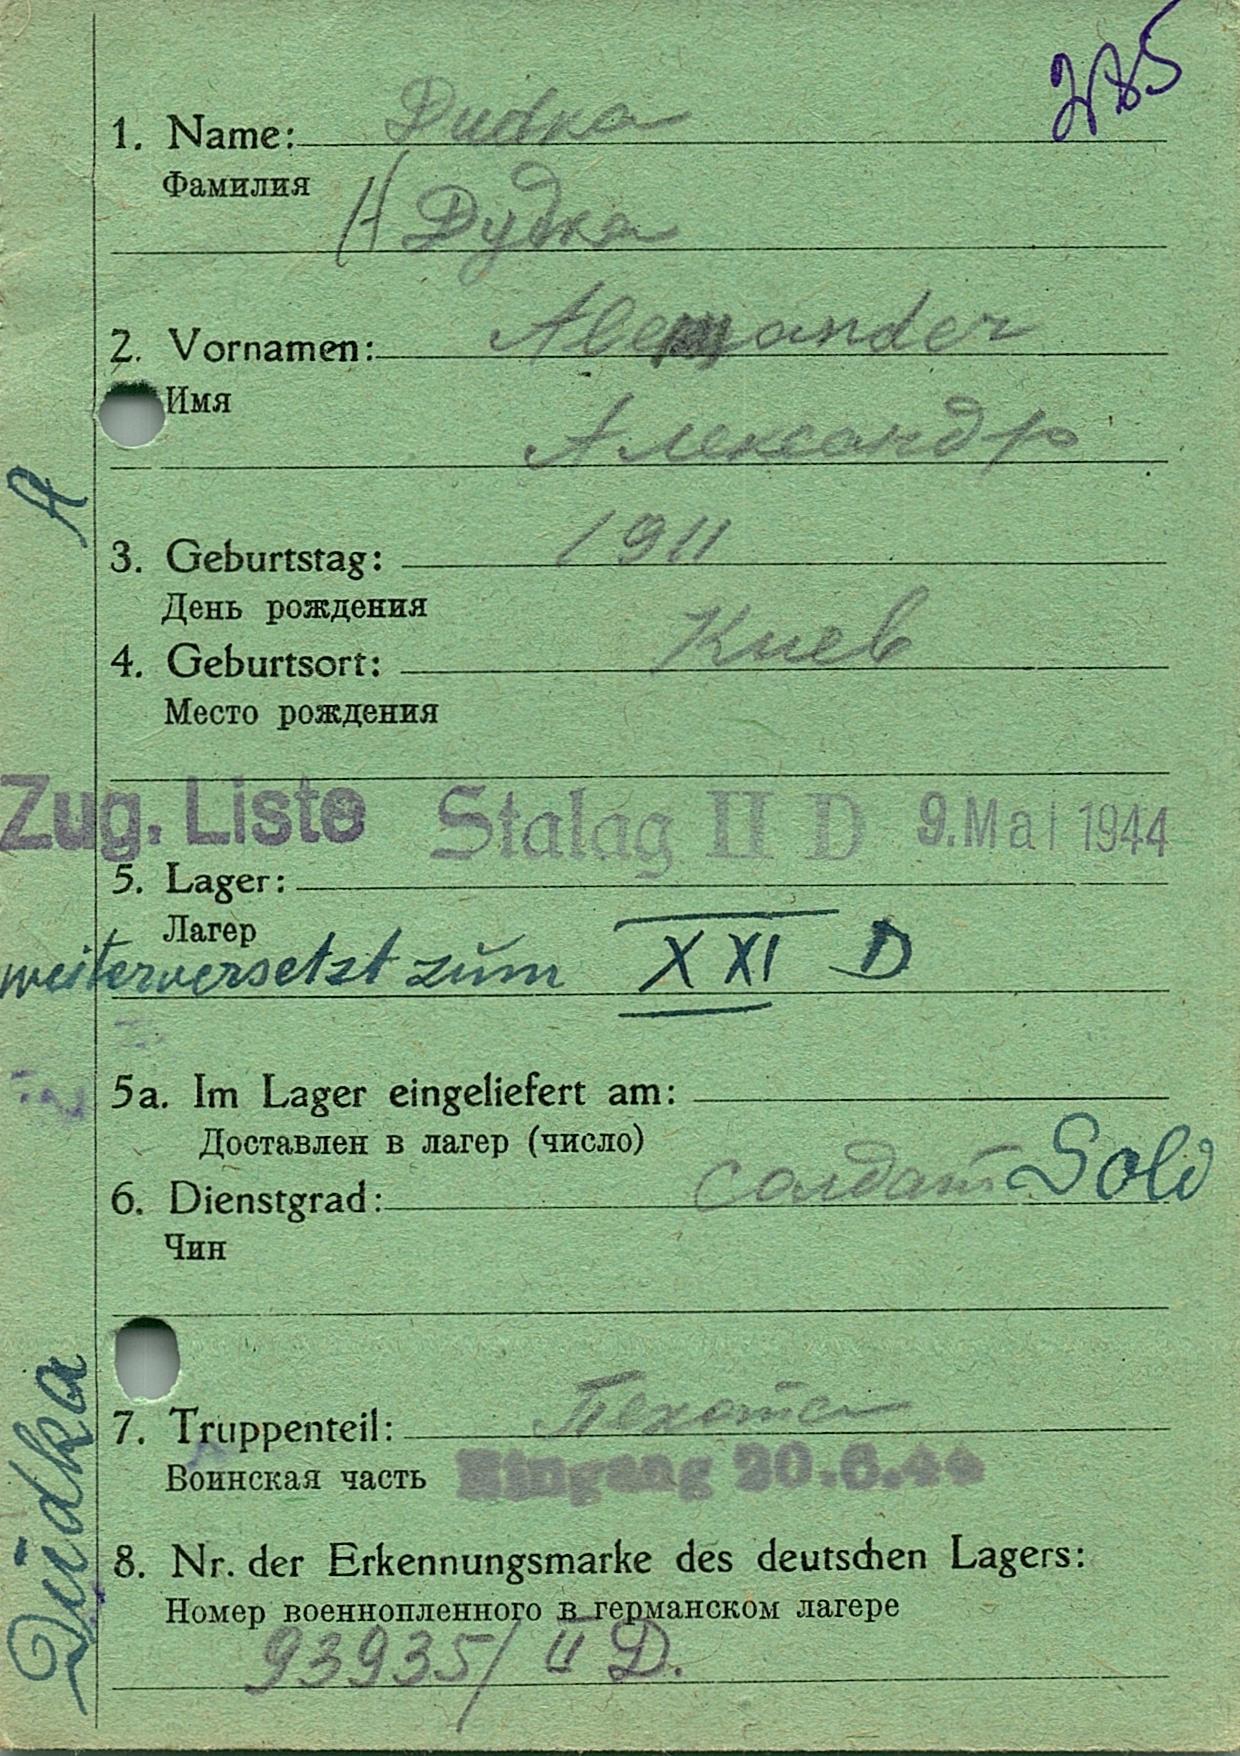 285
1. Name: Дидка
Фамилия
Дудка
2. Vornamen: Alexander
Имя
Александр
A
3. Geburtstag: 1911
День рождения
4. Geburtsort: Киев
Место рождения
Zug. Liste Stalag II D 9. Mai 1944
5. Lager:
Лагер
weiterversetzt zum XXI D
5a. Im Lager eingeliefert am:
Доставлен в лагер (число)
6. Dienstgrad: солдат Sold
Чин
7. Truppenteil: Пехота
Воинская часть Eingang 20.6.44
8. Nr. der Erkennungsmarke des deutschen Lagers:
Номер военнопленного в германском лагере
93935/ II D.
Dudka